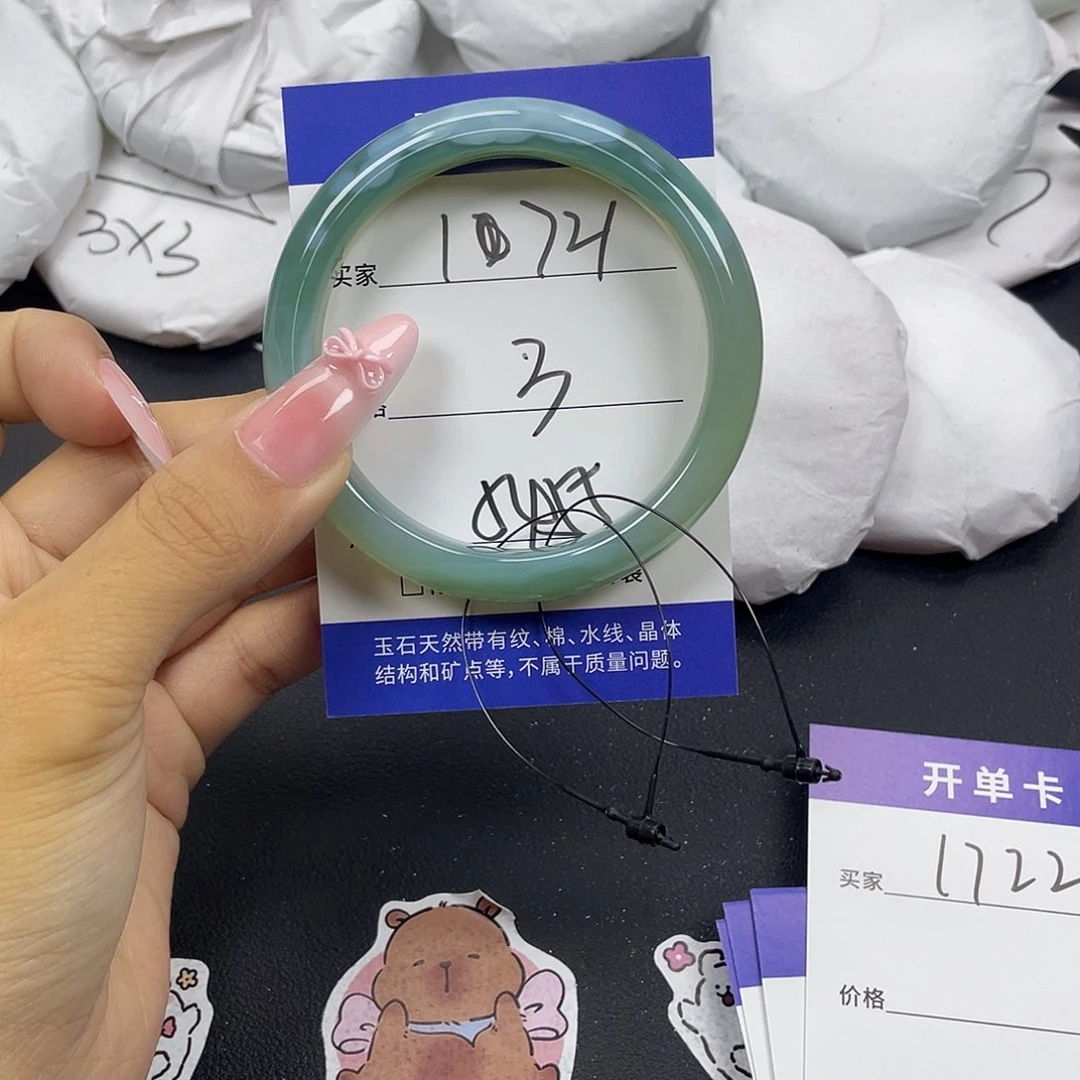 3X3
买家 1074
3
玉石天然带有纹、棉、水线、晶体
结构和矿点等,不属于质量问题。
开单卡
买家 1722
价格